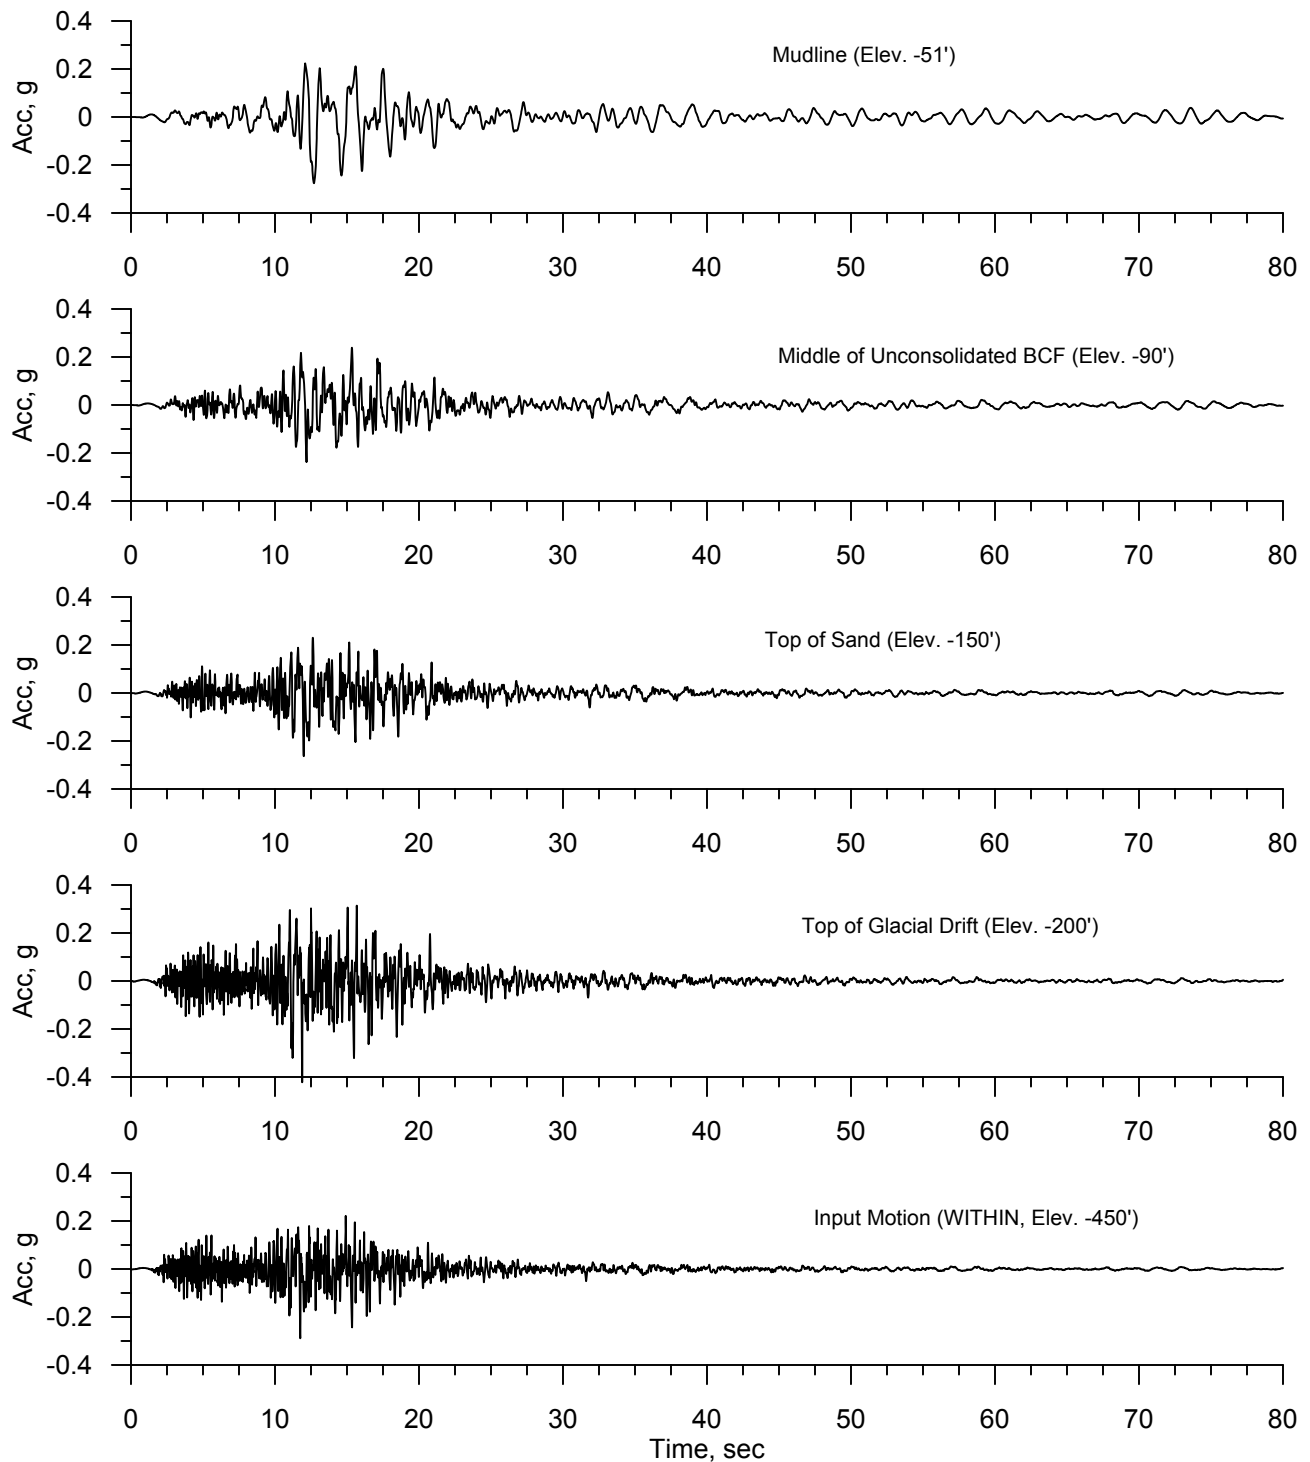 0.4
Mudline (Elev. -51')
0.2
0
-0.2
-0.4
Acc, g
0 10 20 30 40 50 60 70 80
0.4
Middle of Unconsolidated BCF (Elev. -90')
0.2
0
-0.2
-0.4
Acc, g
0 10 20 30 40 50 60 70 80
0.4
Top of Sand (Elev. -150')
0.2
0
-0.2
-0.4
Acc, g
0 10 20 30 40 50 60 70 80
0.4
Top of Glacial Drift (Elev. -200')
0.2
0
-0.2
-0.4
Acc, g
0 10 20 30 40 50 60 70 80
0.4
Input Motion (WITHIN, Elev. -450')
0.2
0
-0.2
-0.4
Acc, g
0 10 20 30 40 50 60 70 80
Time, sec